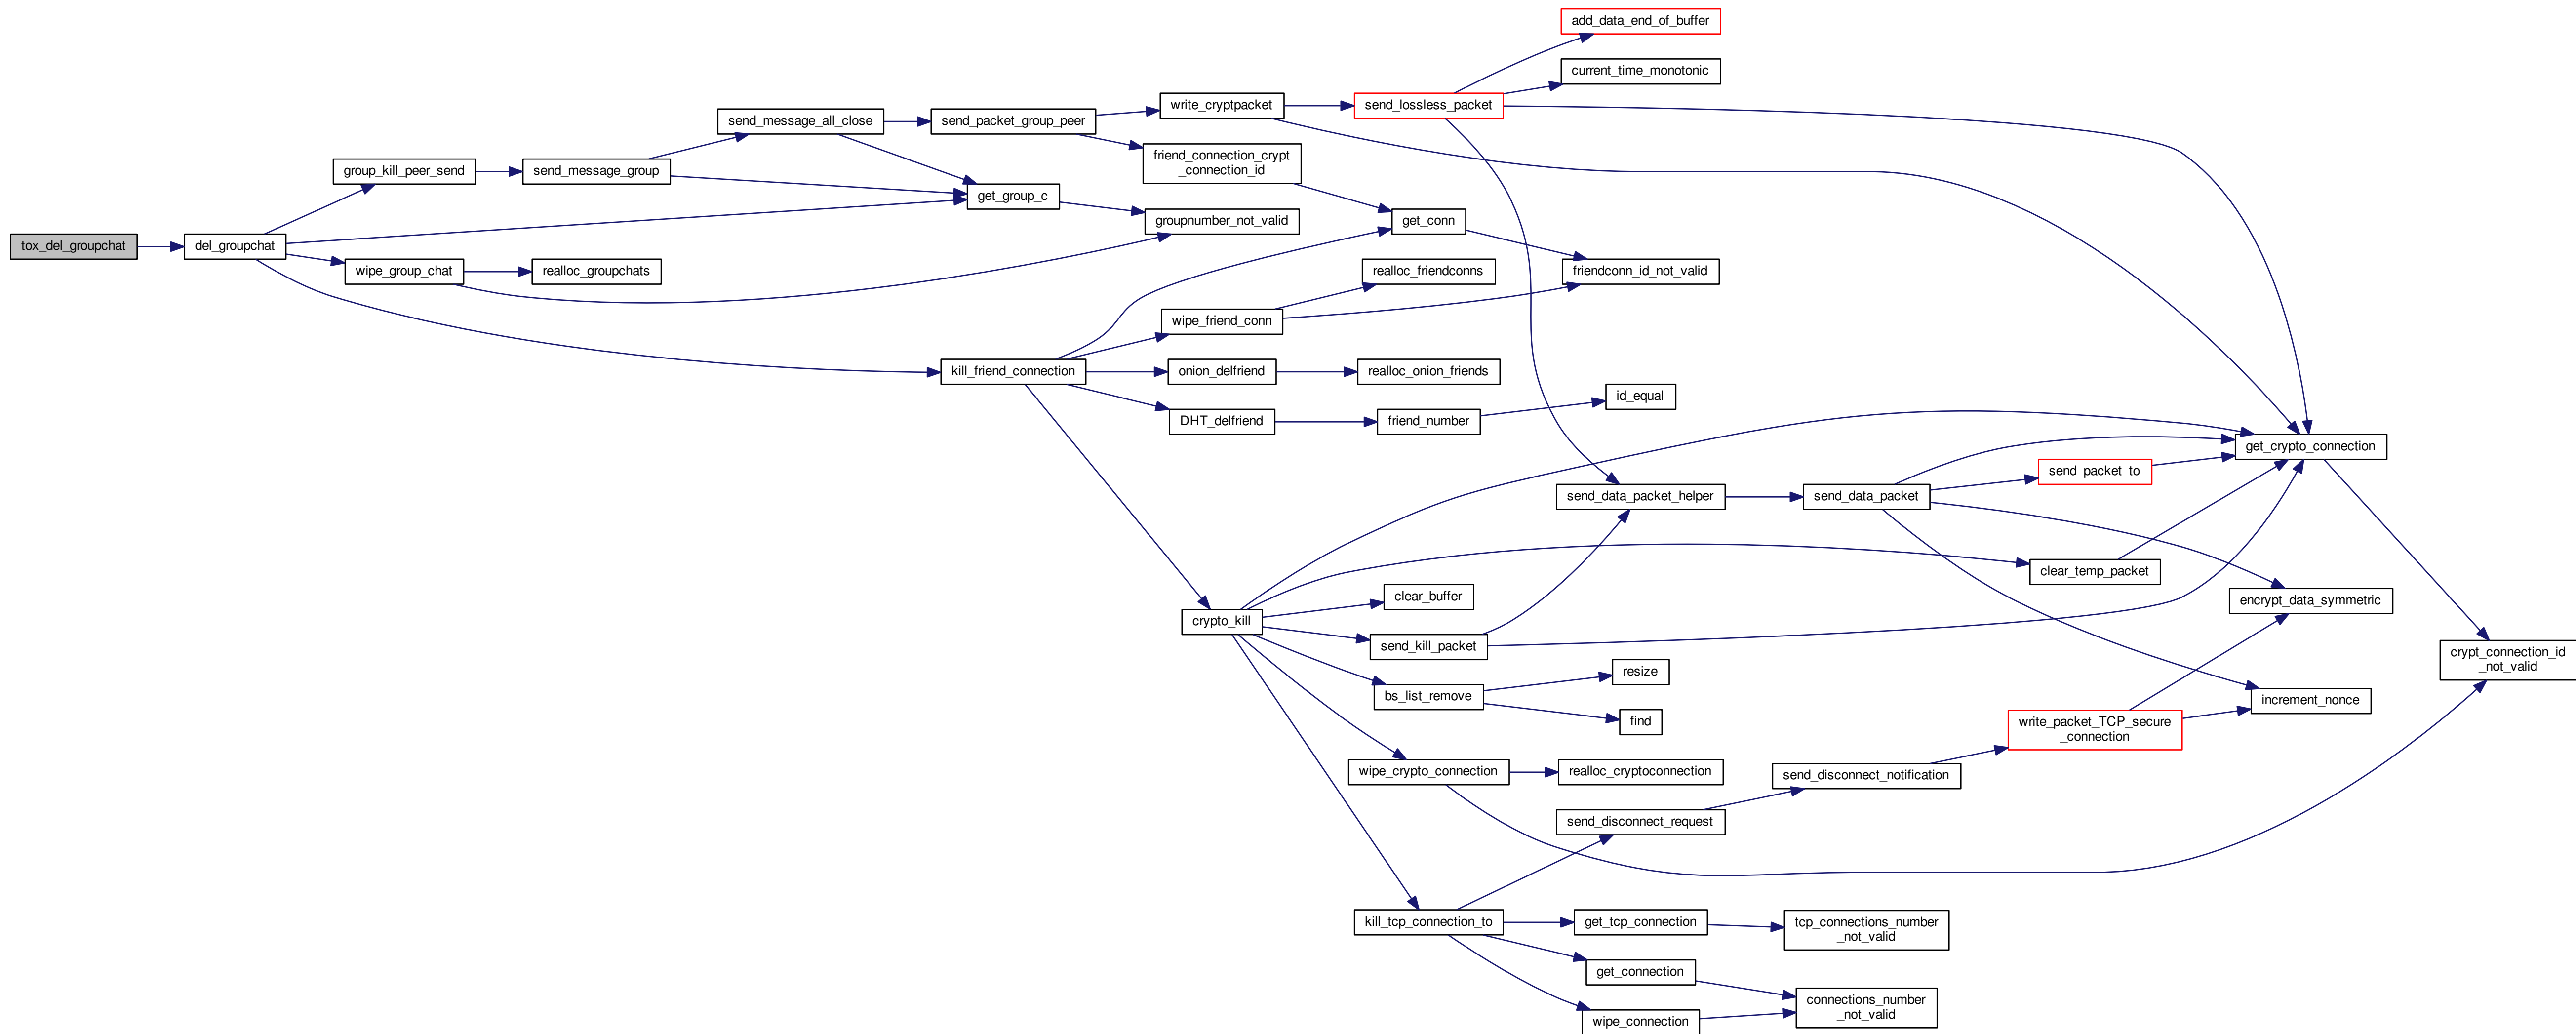 add_data_end_of_buffer
current_time_monotonic
write_cryptpacket
send_lossless_packet
send_message_all_close
send_packet_group_peer
friend_connection_crypt
_connection_id
group_kill_peer_send
send_message_group
get_group_c
groupnumber_not_valid
get_conn
tox_del_groupchat
del_groupchat
wipe_group_chat
realloc_groupchats
realloc_friendconns
friendconn_id_not_valid
wipe_friend_conn
kill_friend_connection
onion_delfriend
realloc_onion_friends
id_equal
DHT_delfriend
friend_number
get_crypto_connection
send_packet_to
send_data_packet_helper
send_data_packet
clear_temp_packet
clear_buffer
encrypt_data_symmetric
crypto_kill
send_kill_packet
crypt_connection_id
_not_valid
resize
bs_list_remove
increment_nonce
find
write_packet_TCP_secure
_connection
wipe_crypto_connection
realloc_cryptoconnection
send_disconnect_notification
send_disconnect_request
kill_tcp_connection_to
get_tcp_connection
tcp_connections_number
_not_valid
get_connection
connections_number
_not_valid
wipe_connection